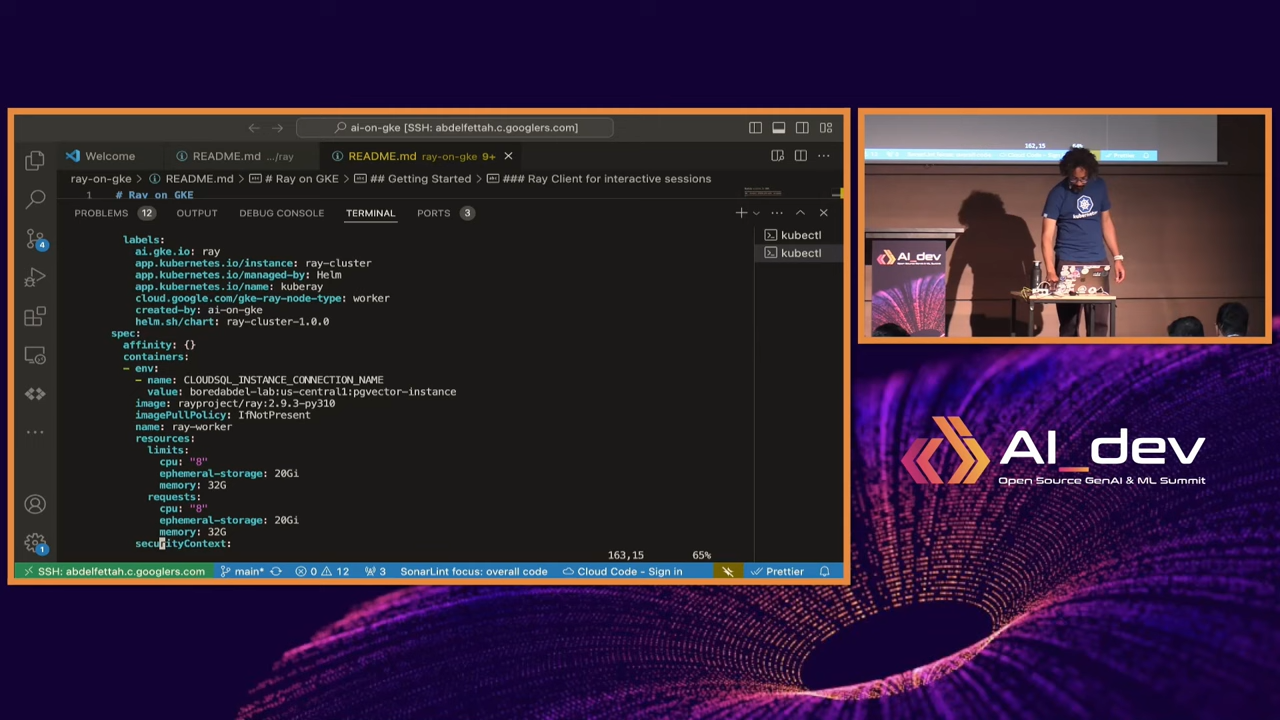 ai-on-gke [SSH: abdelfettah.c.googlers.com]
Welcome
README.md .../ray
README.md ray-on-gke 9+
ray-on-gke > README.md > # Ray on GKE > ## Getting Started > ### Ray Client for interactive sessions
1 # Ray on GKE
PROBLEMS 12 OUTPUT DEBUG CONSOLE TERMINAL PORTS 3
labels:
ai.gke.io: ray
app.kubernetes.io/instance: ray-cluster
app.kubernetes.io/managed-by: Helm
app.kubernetes.io/name: kuberay
cloud.google.com/gke-ray-node-type: worker
created-by: ai-on-gke
helm.sh/chart: ray-cluster-1.0.0
spec:
affinity: {}
containers:
- env:
- name: CLOUDSQL_INSTANCE_CONNECTION_NAME
value: boredabdel-lab:us-central1:pgvector-instance
image: rayproject/ray:2.9.3-py310
imagePullPolicy: IfNotPresent
name: ray-worker
resources:
limits:
cpu: "8"
ephemeral-storage: 20Gi
memory: 32G
requests:
cpu: "8"
ephemeral-storage: 20Gi
memory: 32G
securityContext:
163,15 65%
kubectl
kubectl
4
1
SSH: abdelfettah.c.googlers.com main* 0 12 3 SonarLint focus: overall code Cloud Code - Sign in Prettier
162,15 64%
Prettier
kubernetes
AI_dev
AI_dev
Open Source GenAI & ML Summit